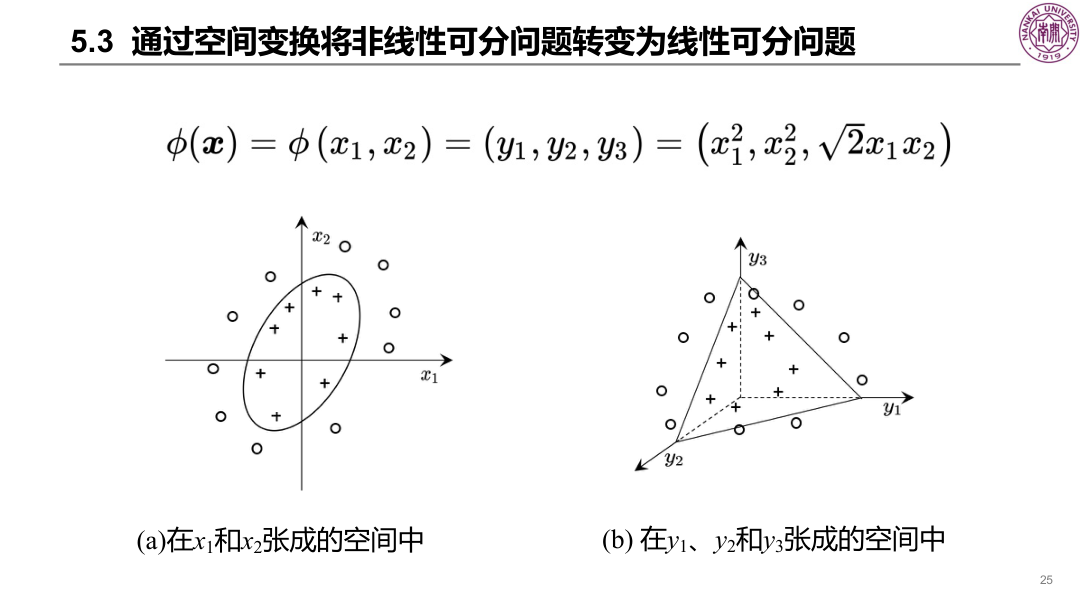 5.3 通过空间变换将非线性可分问题转变为线性可分问题
NANKAI UNIVERSITY
南開
1919
ϕ(x) = ϕ(x₁, x₂) = (y₁, y₂, y₃) = (x₁², x₂², √2x₁x₂)
x₂
x₁
y₃
y₁
y₂
(a)在x₁和x₂张成的空间中
(b) 在y₁、y₂和y₃张成的空间中
25